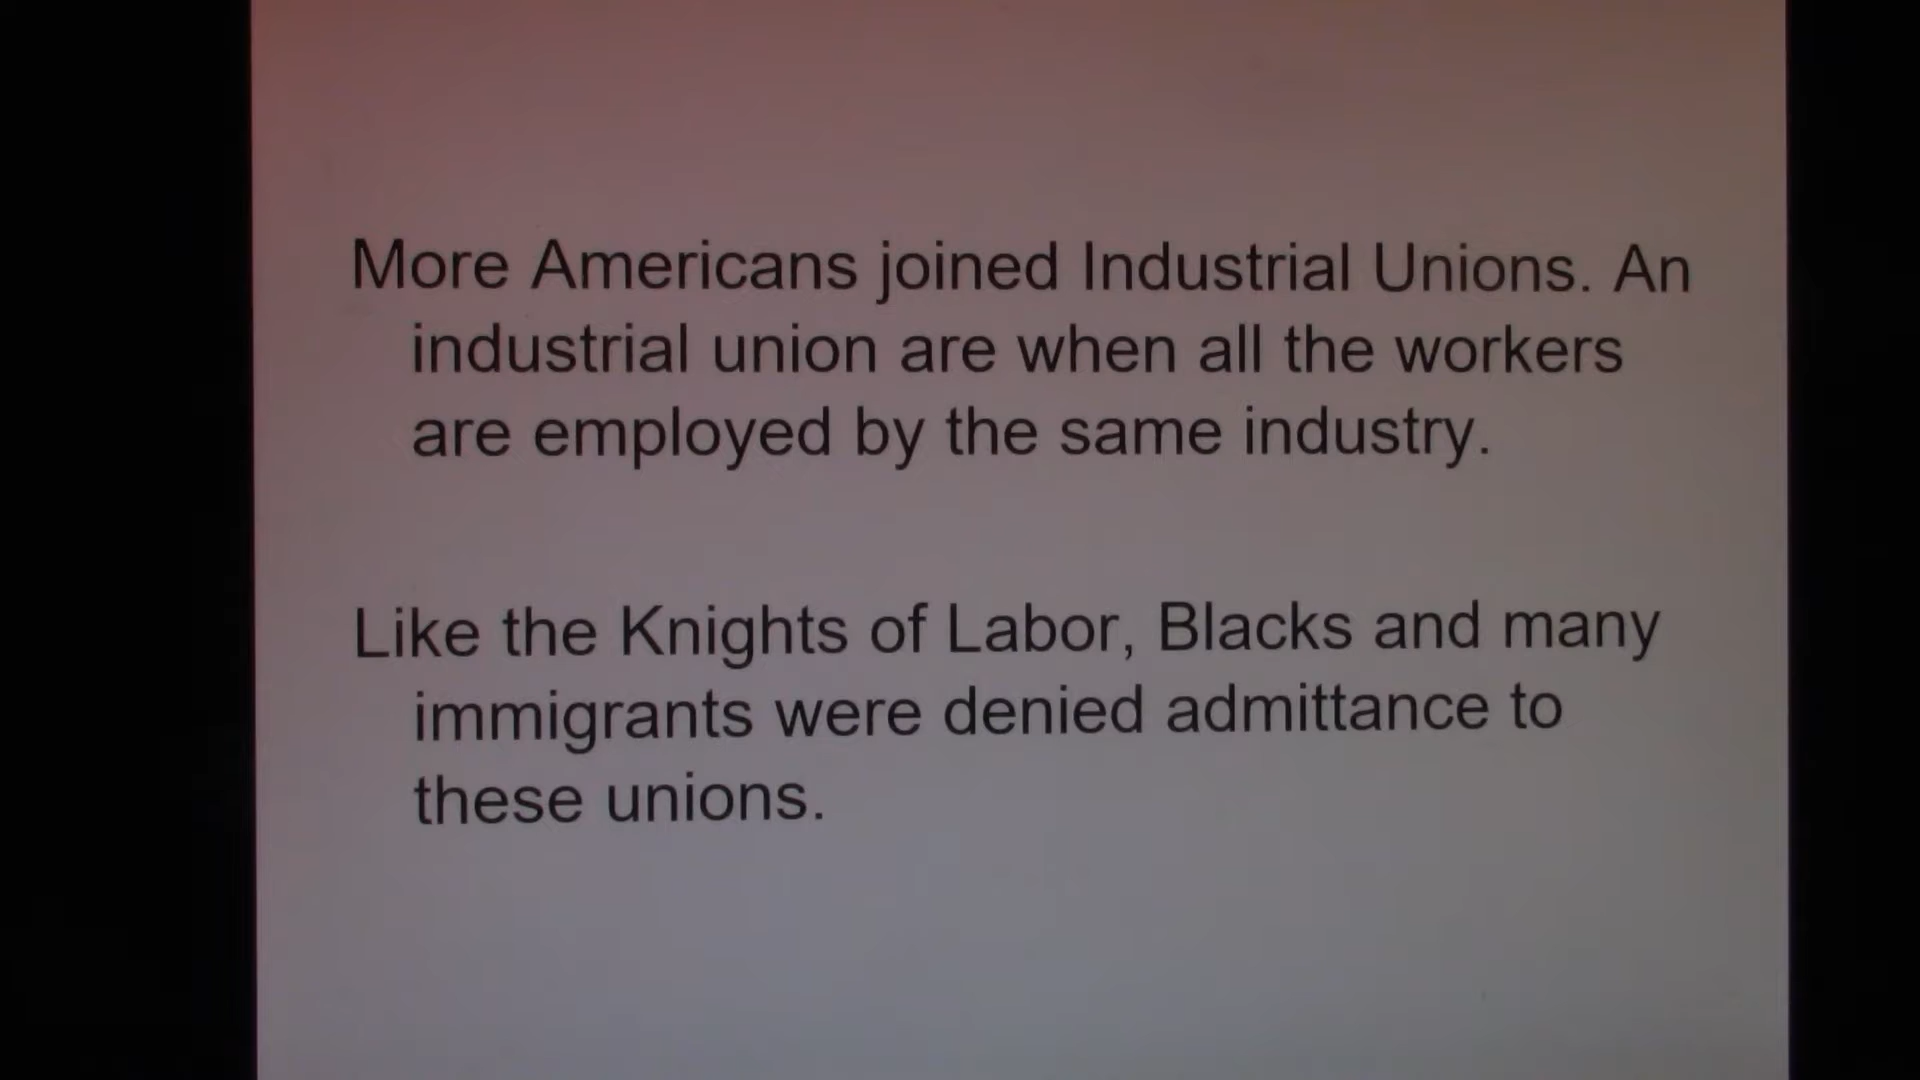 More Americans joined Industrial Unions. An
industrial union are when all the workers
are employed by the same industry.
Like the Knights of Labor, Blacks and many
immigrants were denied admittance to
these unions.